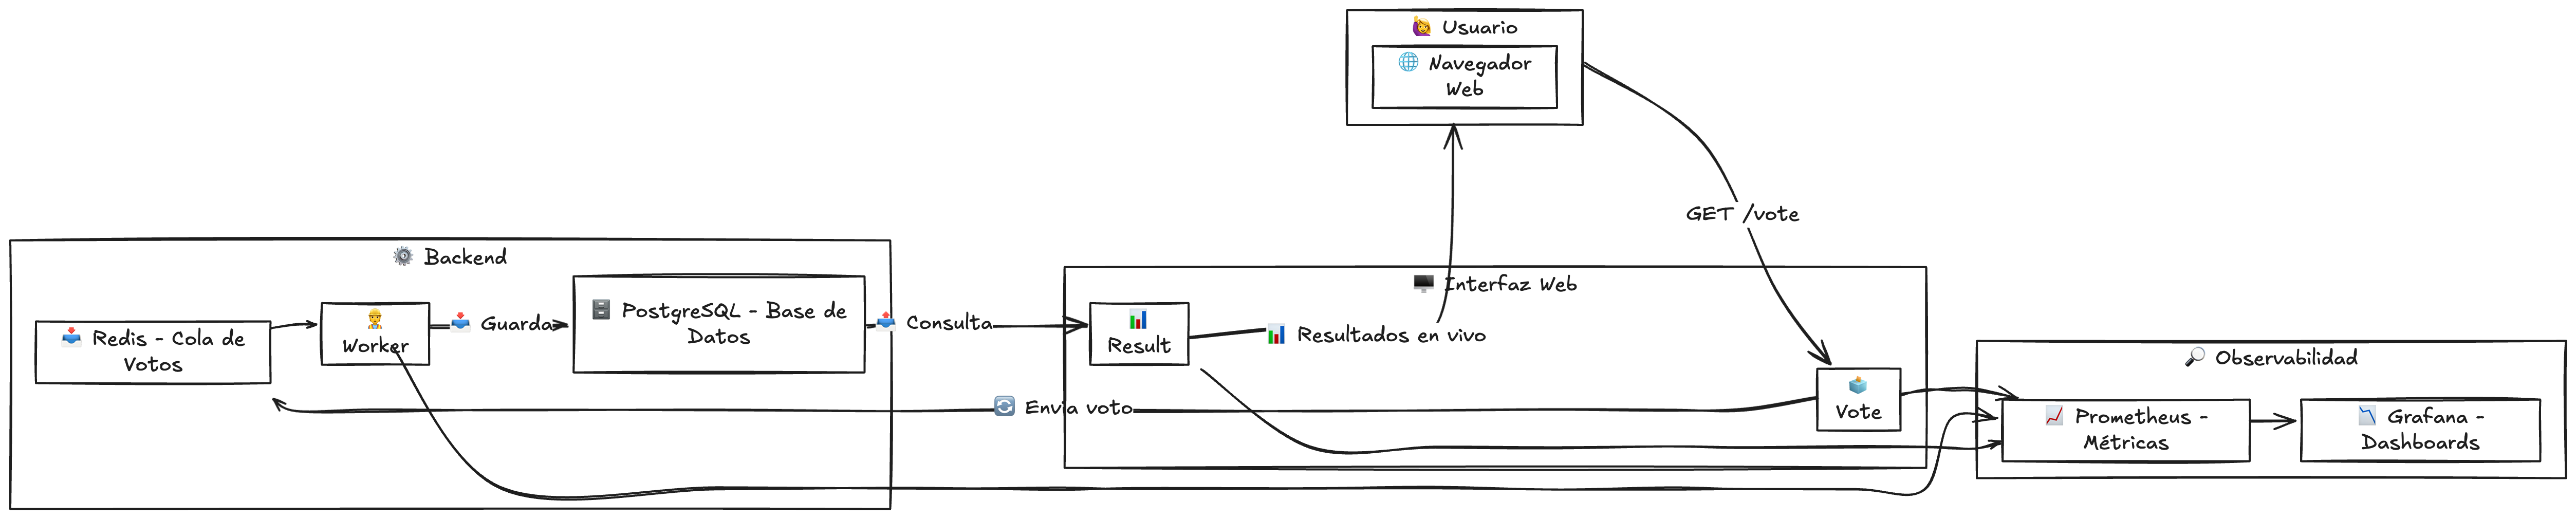 Usuario
Navegador
Web
GET /vote
Backend
Redis - Cola de
Votos
Worker
Guarda
PostgreSQL - Base de
Datos
Consulta
Interfaz Web
Result
Resultados en vivo
Envia voto
Vote
Observabilidad
Prometheus -
Métricas
Grafana -
Dashboards